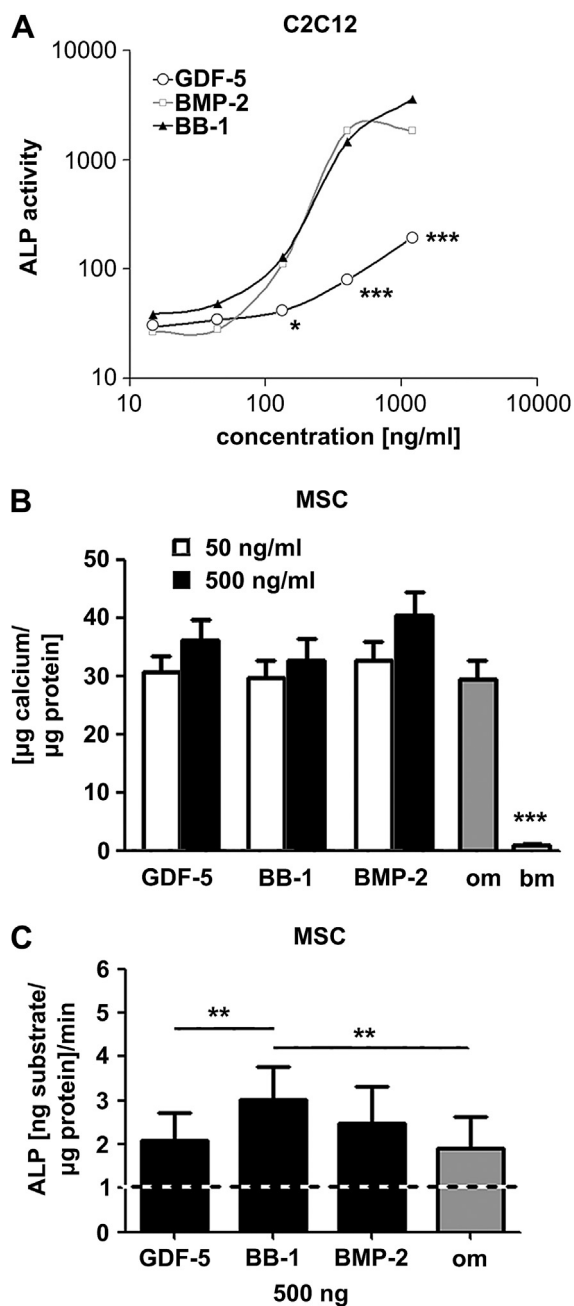 A
C2C12
10000
1000
100
10
ALP activity
GDF-5
BMP-2
BB-1
*
***
***
10 100 1000 10000
concentration [ng/ml]
B
MSC
50
40
30
20
10
0
[µg calcium/
µg protein]
50 ng/ml
500 ng/ml
***
GDF-5 BB-1 BMP-2 om bm
C
MSC
6
5
4
3
2
1
0
ALP [ng substrate/
µg protein]/min
**
**
GDF-5 BB-1 BMP-2 om
500 ng